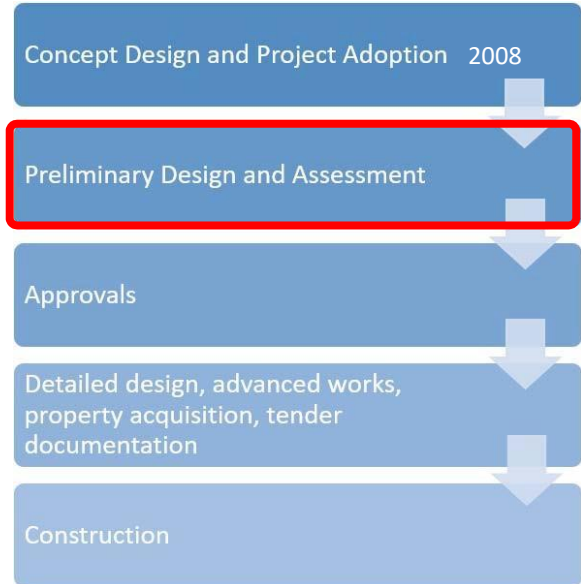 Concept Design and Project Adoption 2008
Preliminary Design and Assessment
Approvals
Detailed design, advanced works,
property acquisition, tender
documentation
Construction